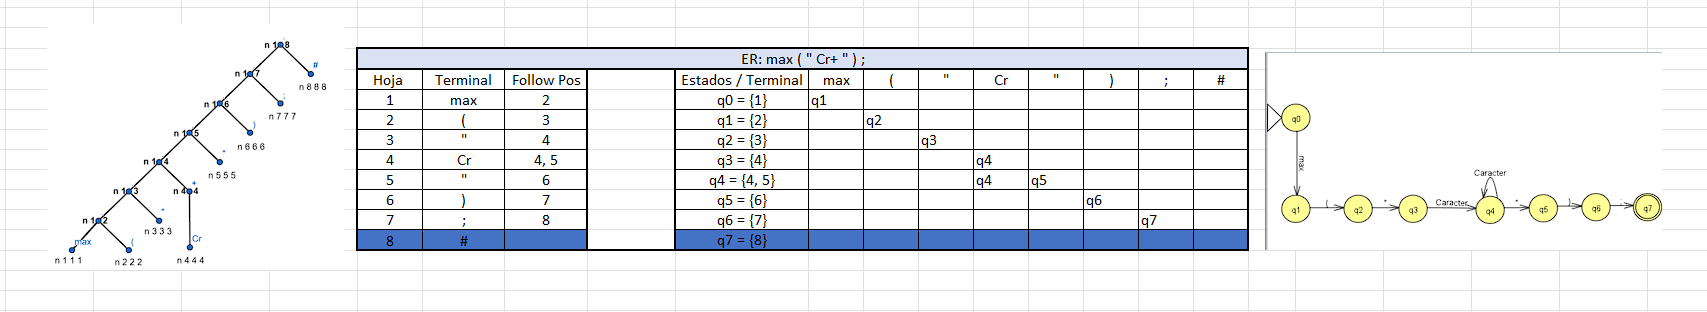 n 1 8
#
n 1 7
n 8 8 8
;
n 1 6
n 7 7 7
)
n 1 5
n 6 6 6
"
n 1 4
n 5 5 5
+
n 1 3
n 4 4
"
n 1 2
n 3 3 3
max
(
Cr
n 1 1 1
n 2 2 2
n 4 4 4
ER: max ( " Cr+ " ) ;
Hoja Terminal Follow Pos
1 max 2
2 ( 3
3 " 4
4 Cr 4, 5
5 " 6
6 ) 7
7 ; 8
8 #
Estados / Terminal max ( " Cr " ) ; #
q0 = {1} q1
q1 = {2} q2
q2 = {3} q3
q3 = {4} q4
q4 = {4, 5} q4 q5
q5 = {6} q6
q6 = {7} q7
q7 = {8}
q0
max
Caracter
q1 ( q2 " q3 Caracter q4 " q5 ) q6 ; q7